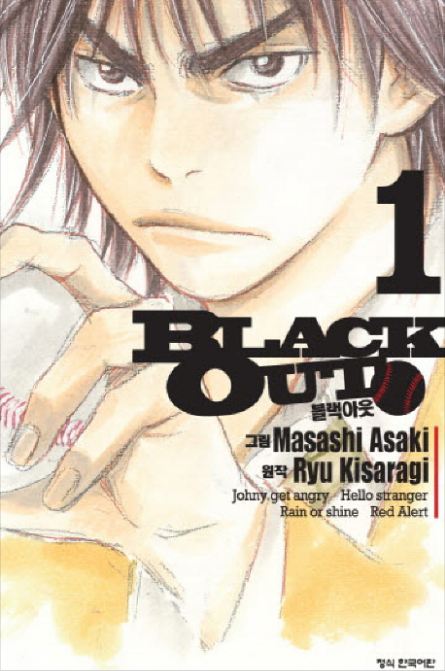 1
BLACK
OUT
블랙아웃
그림 Masashi Asaki
원작 Ryu Kisaragi
Johny get angry Hello stranger
Rain or shine Red Alert
정식 한국어판